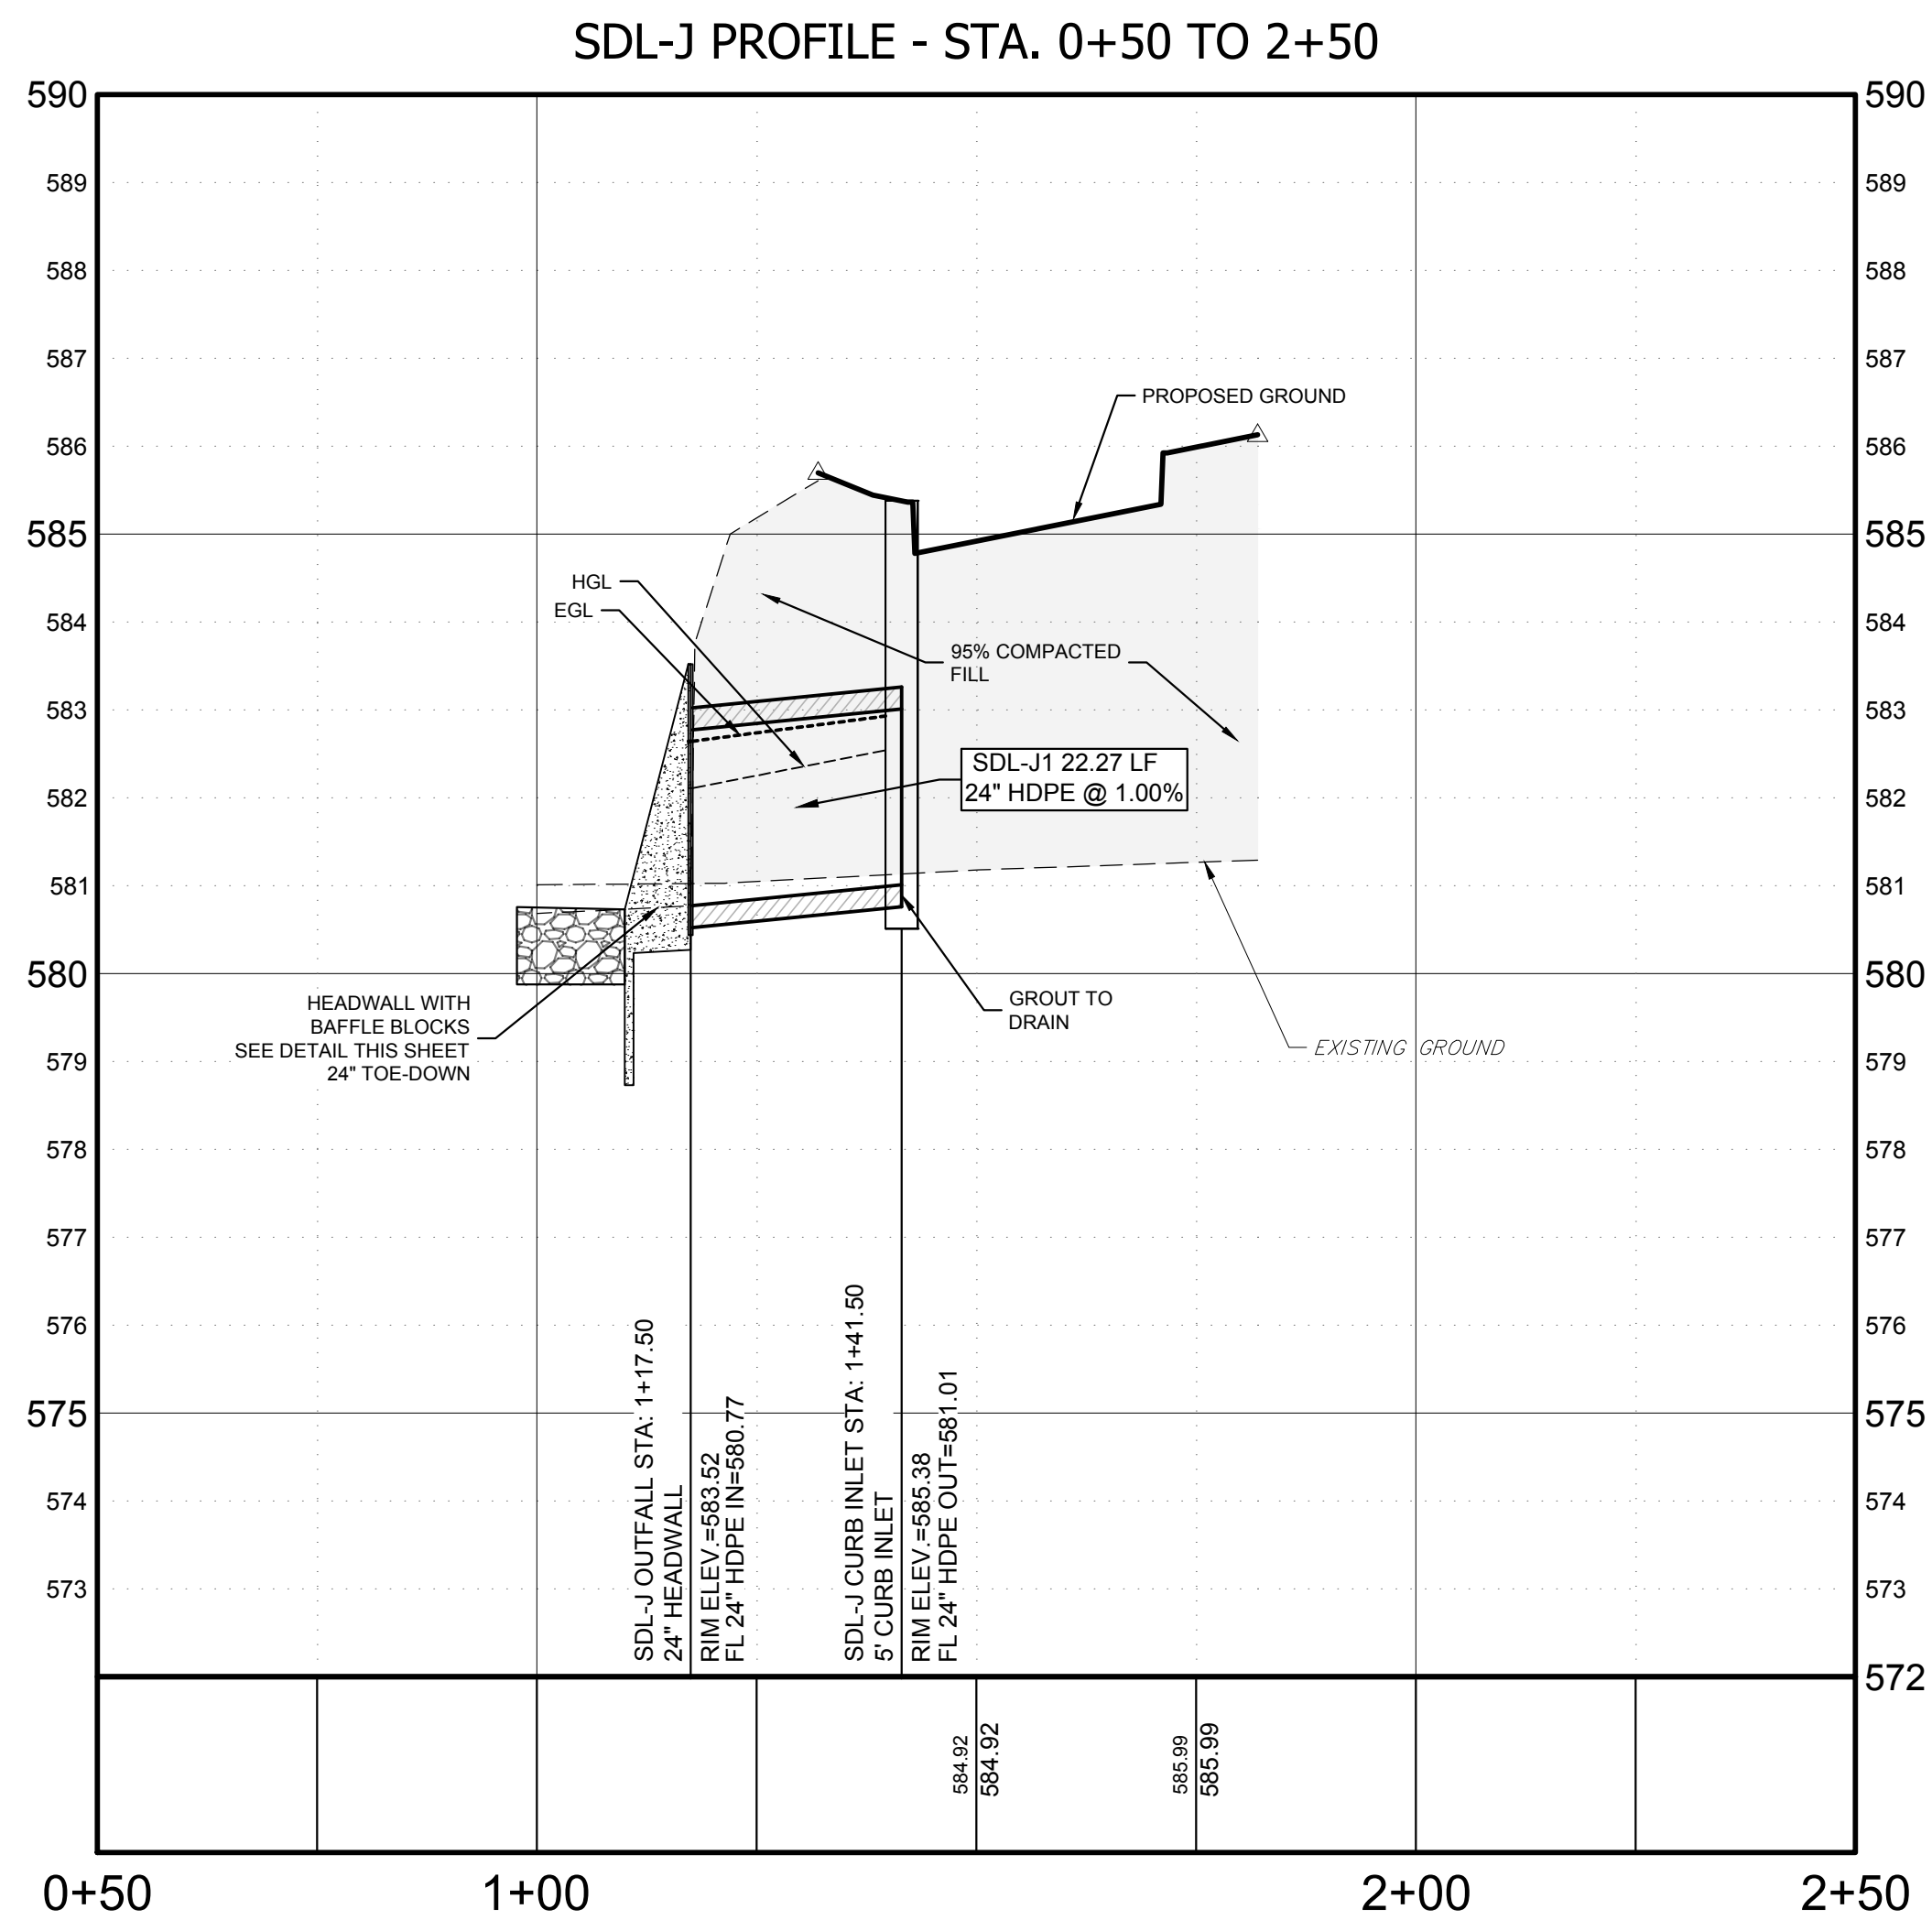 SDL-J PROFILE - STA. 0+50 TO 2+50
590
590
589
589
588
588
587
587
PROPOSED GROUND
586
586
585
585
HGL
EGL
584
584
95% COMPACTED
FILL
583
583
SDL-J1 22.27 LF
24" HDPE @ 1.00%
582
582
581
581
580
580
HEADWALL WITH
BAFFLE BLOCKS
SEE DETAIL THIS SHEET
24" TOE-DOWN
GROUT TO
DRAIN
EXISTING GROUND
579
579
578
578
577
577
576
576
575
575
574
574
573
573
SDL-J OUTFALL STA: 1+17.50
24" HEADWALL
RIM ELEV.=583.52
FL 24" HDPE IN=580.77
SDL-J CURB INLET STA: 1+41.50
5' CURB INLET
RIM ELEV.=585.38
FL 24" HDPE OUT=581.01
572
584.92
584.92
585.99
585.99
0+50
1+00
2+00
2+50